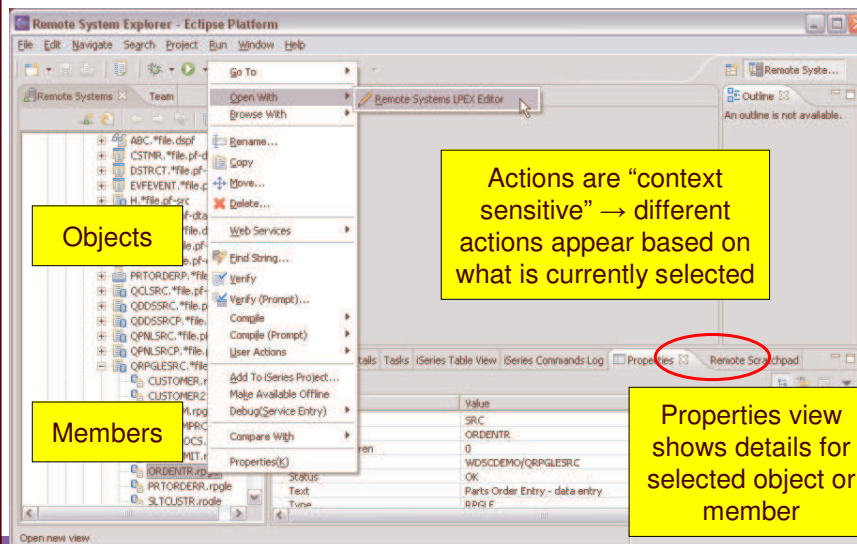 Remote System Explorer - Eclipse Platform
File Edit Navigate Search Project Run Window Help
Remote Syste...
Remote Systems Team
Outline
An outline is not available.
Go To
Open With
Remote Systems LPEX Editor
Browse With
Rename...
Copy
Move...
Delete...
Web Services
Find String...
Verify
Verify (Prompt)...
Compile
Compile (Prompt)
User Actions
Add To iSeries Project...
Make Available Offline
Debug(Service Entry)
Compare With
Properties(K)
ABC.*file.dspf
CSTMR.*file.pf-d
DSTRCT.*file.pf-
EVFEVENT.*file.p
H.*file.pf-src
PRTORDERP.*file
QCLSRC.*file.pf-
QDDSSRC.*file.p
QDDSSRCP.*file.
QPNLSRC.*file.pf
QPNLSRCP.*file.p
QRPGLESRC.*file
CUSTOMER.r
CUSTOMER2
ORDENTR.rpgle
PRTORDERR.rpgle
SLTCUSTR.rpgle
Objects
Members
Actions are “context
sensitive” → different
actions appear based on
what is currently selected
tails Tasks iSeries Table View iSeries Commands Log Properties Remote Scratchpad
Value
SRC
ORDENTR
ren 0
WDSCDEMO/QRPGLESRC
Status OK
Text Parts Order Entry - data entry
Type RPGLE
Properties view
shows details for
selected object or
member
Open new view